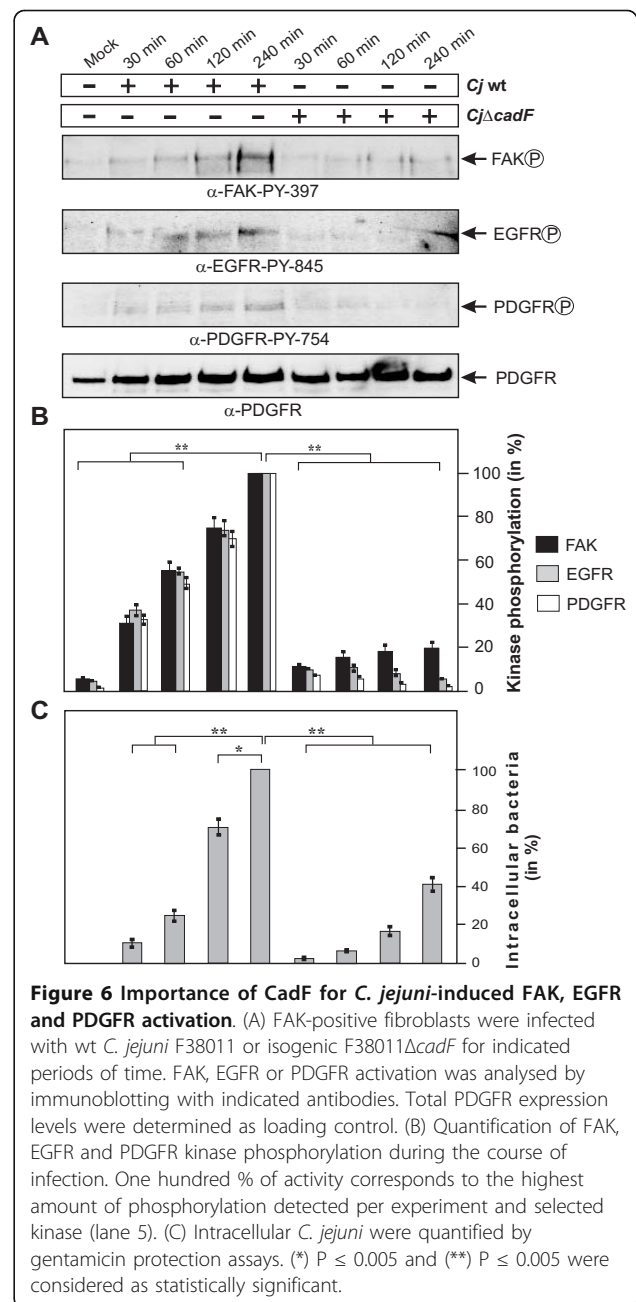 A
Mock 30 min 60 min 120 min 240 min 30 min 60 min 120 min 240 min
– + + + + – – – – Cj wt
– – – – – + + + + CjΔcadF
FAKⓅ
α-FAK-PY-397
EGFRⓅ
α-EGFR-PY-845
PDGFRⓅ
α-PDGFR-PY-754
PDGFR
α-PDGFR
B
** **
100
80
60
40
20
0
Kinase phosphorylation (in %)
FAK
EGFR
PDGFR
C
** **
*
100
80
60
40
20
0
Intracellular bacteria
(in %)
Figure 6 Importance of CadF for C. jejuni-induced FAK, EGFR
and PDGFR activation. (A) FAK-positive fibroblasts were infected
with wt C. jejuni F38011 or isogenic F38011ΔcadF for indicated
periods of time. FAK, EGFR or PDGFR activation was analysed by
immunoblotting with indicated antibodies. Total PDGFR expression
levels were determined as loading control. (B) Quantification of FAK,
EGFR and PDGFR kinase phosphorylation during the course of
infection. One hundred % of activity corresponds to the highest
amount of phosphorylation detected per experiment and selected
kinase (lane 5). (C) Intracellular C. jejuni were quantified by
gentamicin protection assays. (*) P ≤ 0.005 and (**) P ≤ 0.005 were
considered as statistically significant.